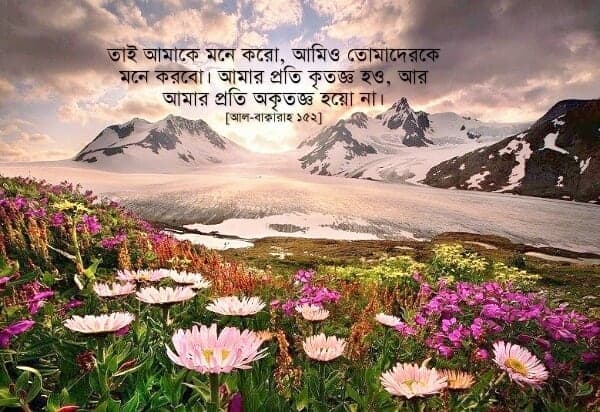 তাই আমাকে মনে করো, আমিও তোমাদেরকে
মনে করবো। আমার প্রতি কৃতজ্ঞ হও, আর
আমার প্রতি অকৃতজ্ঞ হয়ো না।
[আল-বাক্বারাহ ১৫২]